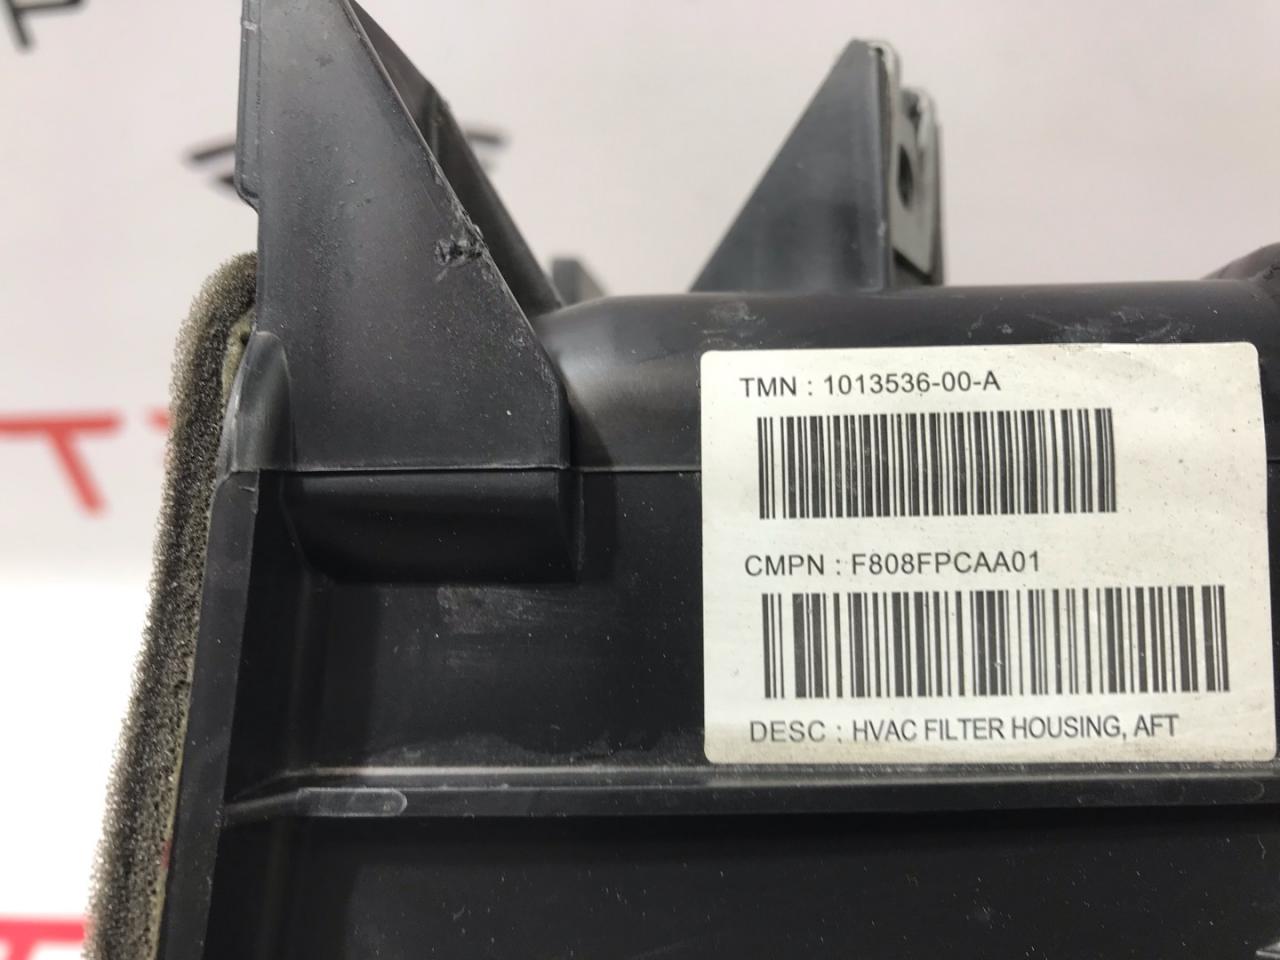 TMN : 1013536-00-A
CMPN : F808FPCAA01
DESC : HVAC FILTER HOUSING, AFT